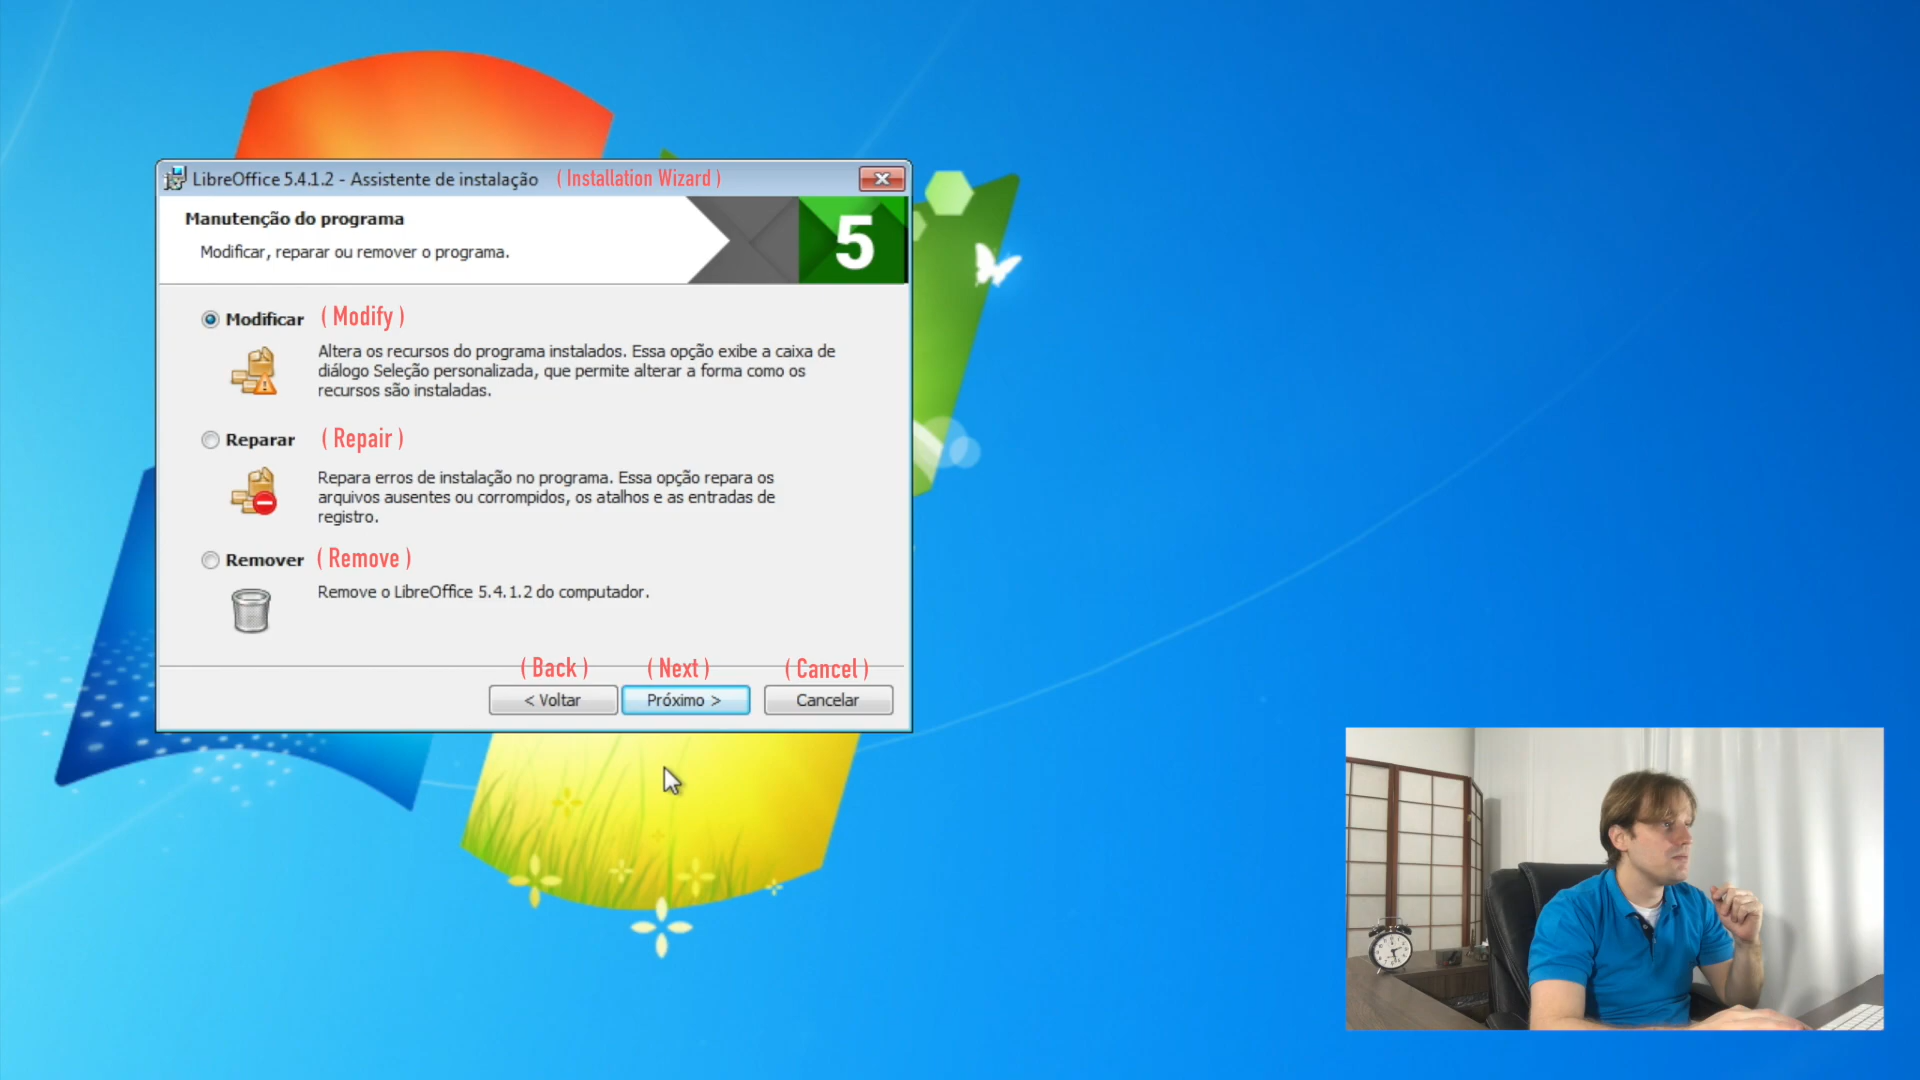 LibreOffice 5.4.1.2 - Assistente de instalação ( Installation Wizard )
Manutenção do programa
Modificar, reparar ou remover o programa.
5
Modificar ( Modify )
Altera os recursos do programa instalados. Essa opção exibe a caixa de
diálogo Seleção personalizada, que permite alterar a forma como os
recursos são instaladas.
Reparar ( Repair )
Repara erros de instalação no programa. Essa opção repara os
arquivos ausentes ou corrompidos, os atalhos e as entradas de
registro.
Remover ( Remove )
Remove o LibreOffice 5.4.1.2 do computador.
( Back ) ( Next ) ( Cancel )
< Voltar Próximo > Cancelar